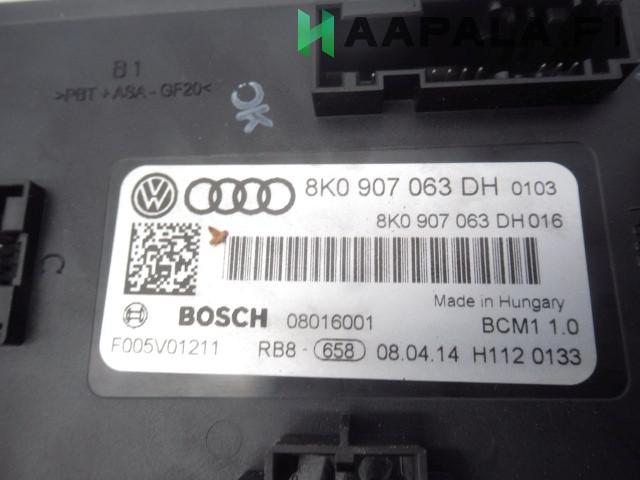 HAAPALA.FI
B1
>PBT+ASA-GF20<
OK
8K0 907 063 DH 0103
8K0 907 063 DH 016
C
Made in Hungary
BOSCH 08016001 BCM1 1.0
F005V01211 RB8 - 658 08.04.14 H112 0133